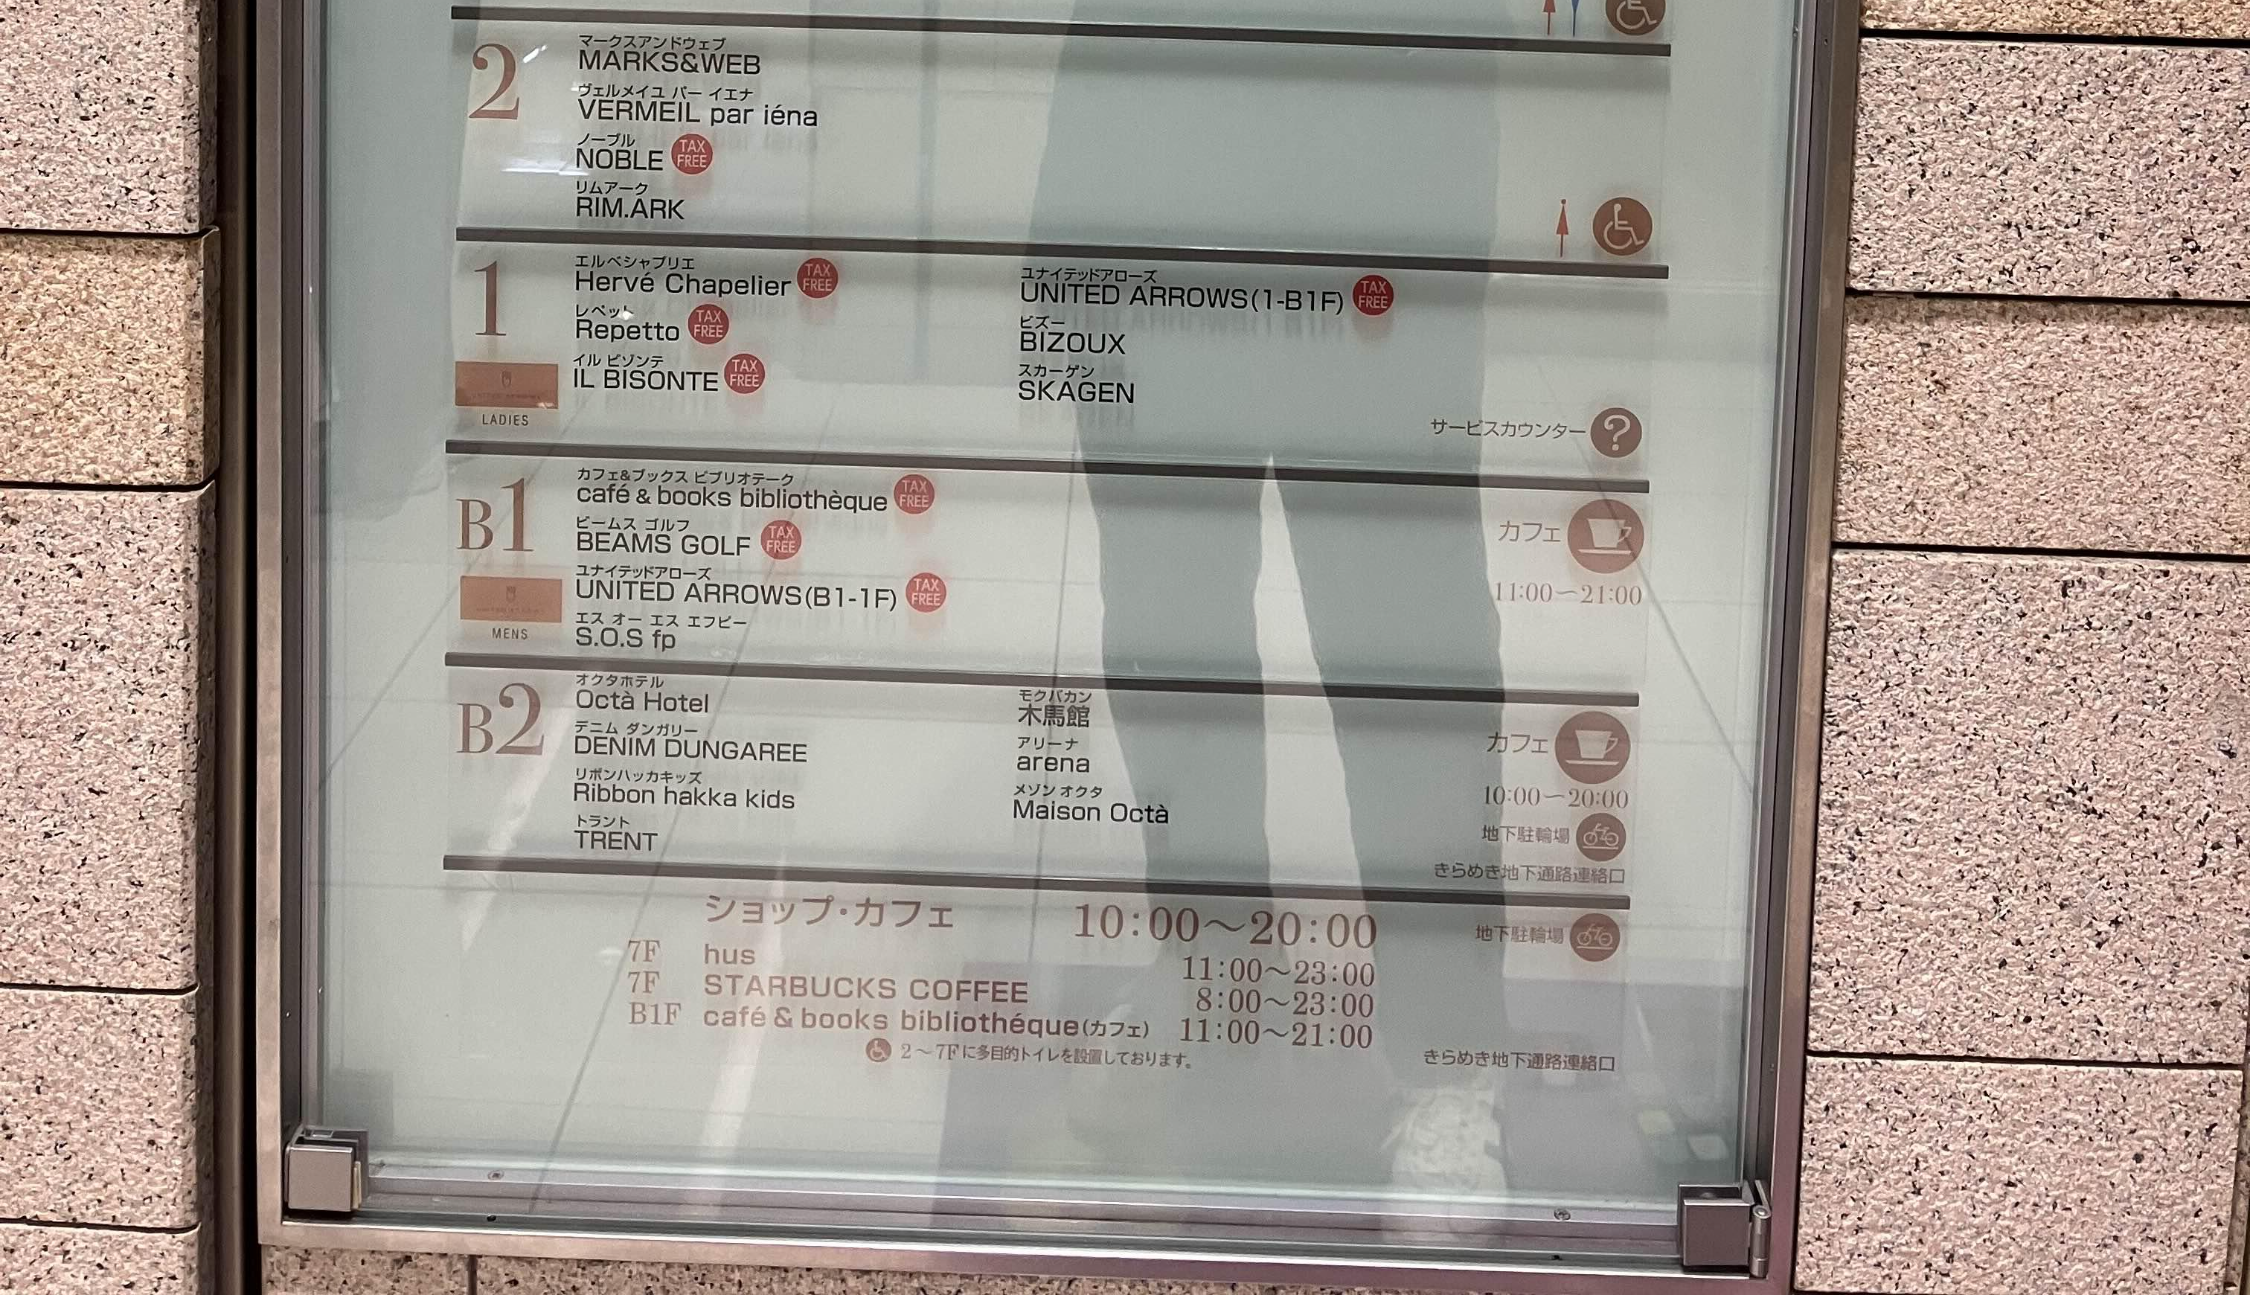 2
マークスアンドウェブ
MARKS&WEB
ヴェルメイユ パー イエナ
VERMEIL par iéna
ノーブル
NOBLE TAX FREE
リムアーク
RIM.ARK
1
エルベシャプリエ
Hervé Chapelier TAX FREE
レペット
Repetto TAX FREE
イル ビゾンテ
IL BISONTE TAX FREE
LADIES
ユナイテッドアローズ
UNITED ARROWS(1-B1F) TAX FREE
ビズー
BIZOUX
スカーゲン
SKAGEN
サービスカウンター ?
B1
カフェ&ブックス ビブリオテーク
café & books bibliothèque TAX FREE
ビームス ゴルフ
BEAMS GOLF TAX FREE
ユナイテッドアローズ
UNITED ARROWS(B1-1F) TAX FREE
エス オー エス エフピー
S.O.S fp
MENS
カフェ
11:00〜21:00
B2
オクタホテル
Octà Hotel
デニム ダンガリー
DENIM DUNGAREE
リボンハッカキッズ
Ribbon hakka kids
トラント
TRENT
モクバカン
木馬館
アリーナ
arena
メゾン オクタ
Maison Octà
カフェ
10:00〜20:00
地下駐輪場
きらめき地下通路連絡口
ショップ・カフェ 10:00〜20:00
7F hus 11:00〜23:00
7F STARBUCKS COFFEE 8:00〜23:00
B1F café & books bibliothéque(カフェ) 11:00〜21:00
2〜7Fに多目的トイレを設置しております。
地下駐輪場
きらめき地下通路連絡口